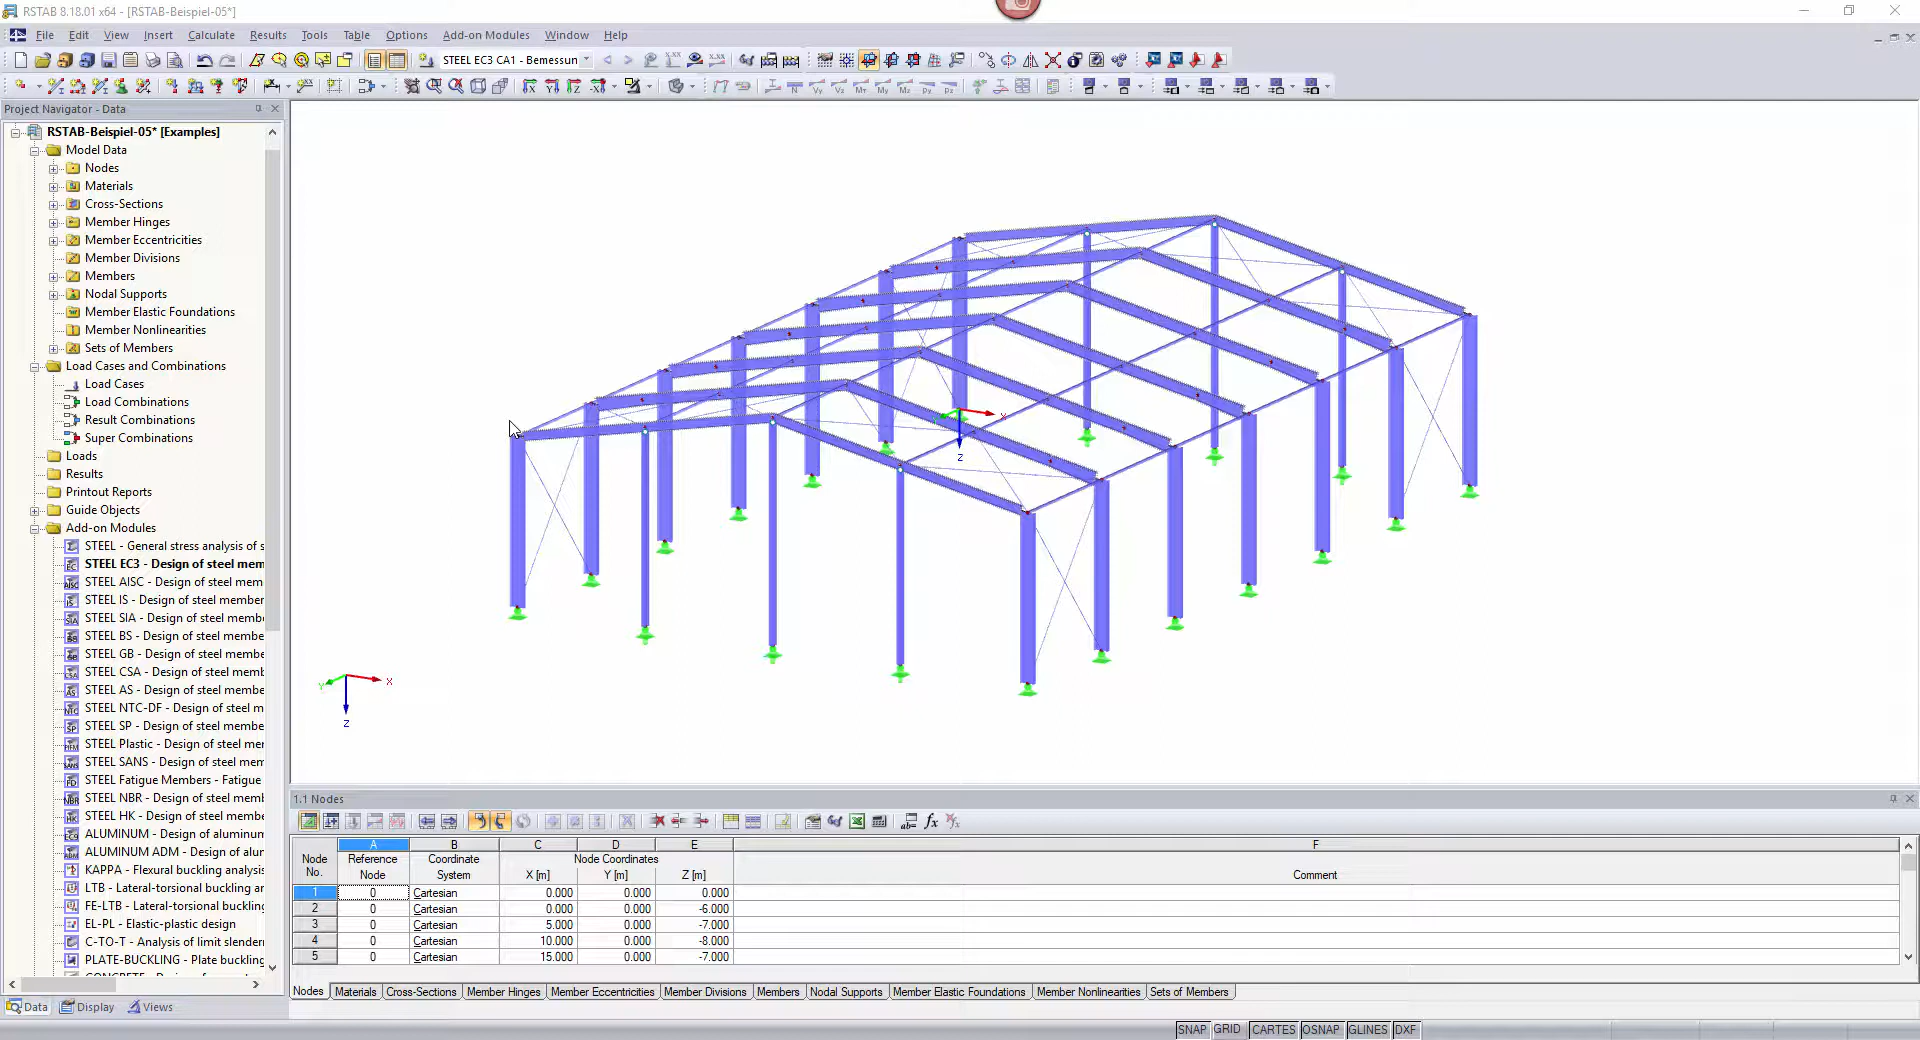 RSTAB 8.18.01 x64 - [RSTAB-Beispiel-05*]
File Edit View Insert Calculate Results Tools Table Options Add-on Modules Window Help
STEEL EC3 CA1 - Bemessun
Project Navigator - Data
RSTAB-Beispiel-05* [Examples]
Model Data
Nodes
Materials
Cross-Sections
Member Hinges
Member Eccentricities
Member Divisions
Members
Nodal Supports
Member Elastic Foundations
Member Nonlinearities
Sets of Members
Load Cases and Combinations
Load Cases
Load Combinations
Result Combinations
Super Combinations
Loads
Results
Printout Reports
Guide Objects
Add-on Modules
STEEL - General stress analysis of s
STEEL EC3 - Design of steel mem
STEEL AISC - Design of steel mem
STEEL IS - Design of steel membe
STEEL SIA - Design of steel membe
STEEL BS - Design of steel membe
STEEL GB - Design of steel membe
STEEL CSA - Design of steel memb
STEEL AS - Design of steel membe
STEEL NTC-DF - Design of steel m
STEEL SP - Design of steel membe
STEEL Plastic - Design of steel mer
STEEL SANS - Design of steel mem
STEEL Fatigue Members - Fatigue
STEEL NBR - Design of steel memb
STEEL HK - Design of steel membe
ALUMINUM - Design of aluminum
ALUMINUM ADM - Design of alur
KAPPA - Flexural buckling analysis
LTB - Lateral-torsional buckling ar
FE-LTB - Lateral-torsional buckling
EL-PL - Elastic-plastic design
C-TO-T - Analysis of limit slender
PLATE-BUCKLING - Plate buckling
Data Display Views
X
Z
Y X
Z
1.1 Nodes
A B C D E F
Node No. Reference Node Coordinate System Node Coordinates X [m] Y [m] Z [m] Comment
1 0 Cartesian 0.000 0.000 0.000
2 0 Cartesian 0.000 0.000 -6.000
3 0 Cartesian 5.000 0.000 -7.000
4 0 Cartesian 10.000 0.000 -8.000
5 0 Cartesian 15.000 0.000 -7.000
Nodes Materials Cross-Sections Member Hinges Member Eccentricities Member Divisions Members Nodal Supports Member Elastic Foundations Member Nonlinearities Sets of Members
SNAP GRID CARTES OSNAP GLINES DXF